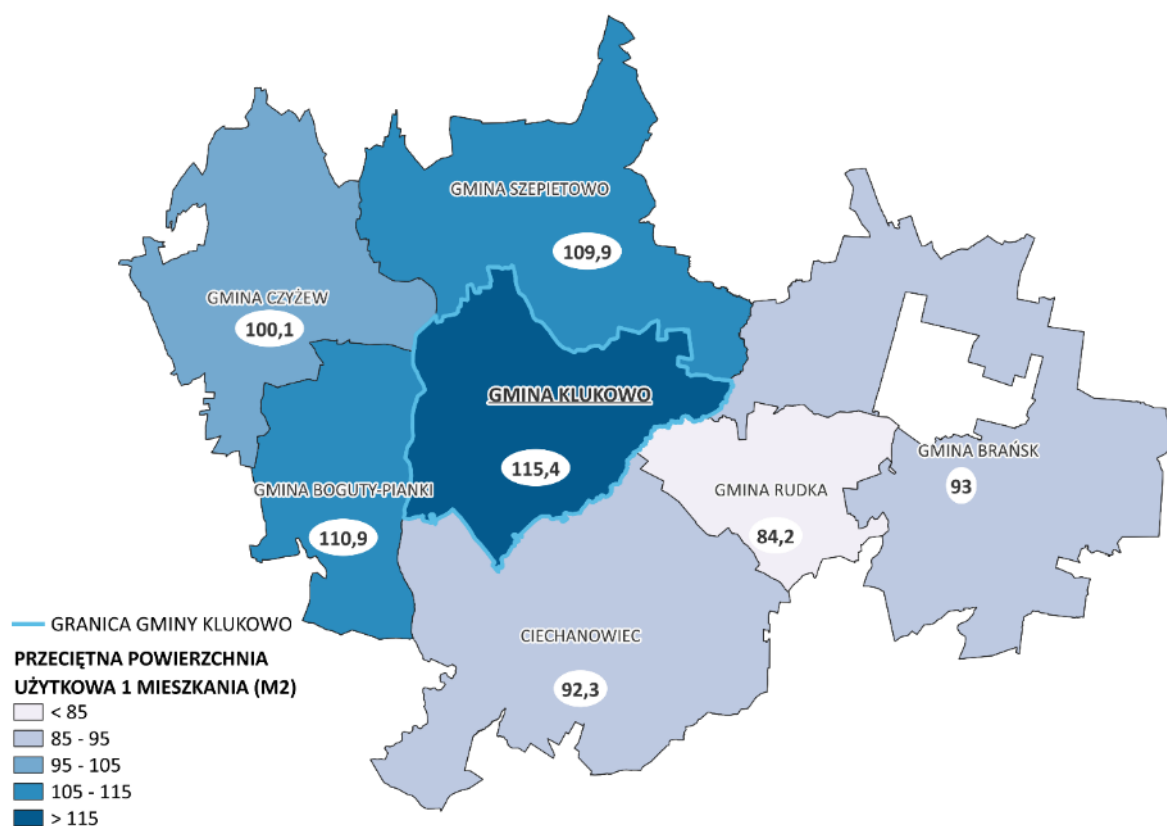 GMINA SZEPIETOWO
109,9
GMINA CZYŻEW
100,1
GMINA KLUKOWO
115,4
GMINA BRAŃSK
93
GMINA BOGUTY-PIANKI
110,9
GMINA RUDKA
84,2
CIECHANOWIEC
92,3
GRANICA GMINY KLUKOWO
PRZECIĘTNA POWIERZCHNIA
UŻYTKOWA 1 MIESZKANIA (M2)
< 85
85 - 95
95 - 105
105 - 115
> 115